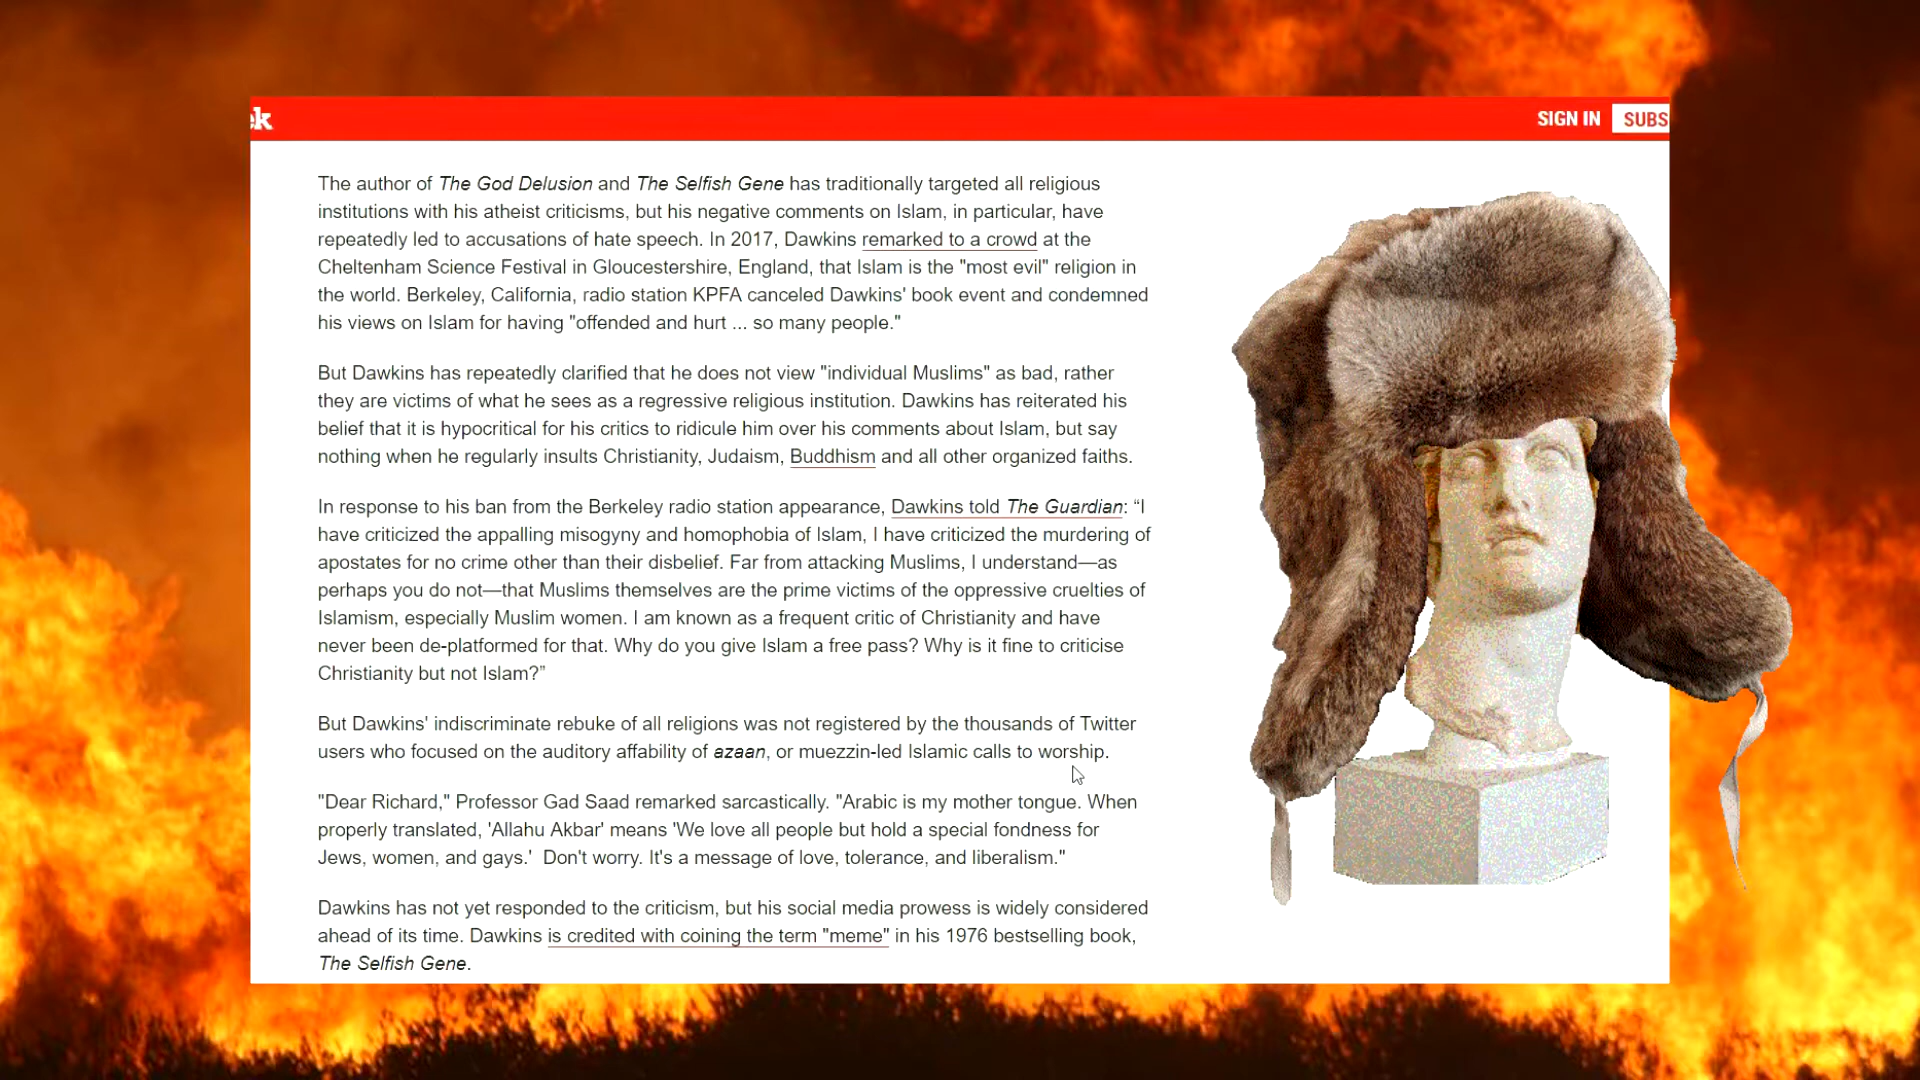 ek
SIGN IN
SUBS
The author of The God Delusion and The Selfish Gene has traditionally targeted all religious
institutions with his atheist criticisms, but his negative comments on Islam, in particular, have
repeatedly led to accusations of hate speech. In 2017, Dawkins remarked to a crowd at the
Cheltenham Science Festival in Gloucestershire, England, that Islam is the "most evil" religion in
the world. Berkeley, California, radio station KPFA canceled Dawkins' book event and condemned
his views on Islam for having "offended and hurt ... so many people."
But Dawkins has repeatedly clarified that he does not view "individual Muslims" as bad, rather
they are victims of what he sees as a regressive religious institution. Dawkins has reiterated his
belief that it is hypocritical for his critics to ridicule him over his comments about Islam, but say
nothing when he regularly insults Christianity, Judaism, Buddhism and all other organized faiths.
In response to his ban from the Berkeley radio station appearance, Dawkins told The Guardian: “I
have criticized the appalling misogyny and homophobia of Islam, I have criticized the murdering of
apostates for no crime other than their disbelief. Far from attacking Muslims, I understand—as
perhaps you do not—that Muslims themselves are the prime victims of the oppressive cruelties of
Islamism, especially Muslim women. I am known as a frequent critic of Christianity and have
never been de-platformed for that. Why do you give Islam a free pass? Why is it fine to criticise
Christianity but not Islam?”
But Dawkins' indiscriminate rebuke of all religions was not registered by the thousands of Twitter
users who focused on the auditory affability of azaan, or muezzin-led Islamic calls to worship.
"Dear Richard," Professor Gad Saad remarked sarcastically. "Arabic is my mother tongue. When
properly translated, 'Allahu Akbar' means 'We love all people but hold a special fondness for
Jews, women, and gays.'  Don't worry. It's a message of love, tolerance, and liberalism."
Dawkins has not yet responded to the criticism, but his social media prowess is widely considered
ahead of its time. Dawkins is credited with coining the term "meme" in his 1976 bestselling book,
The Selfish Gene.